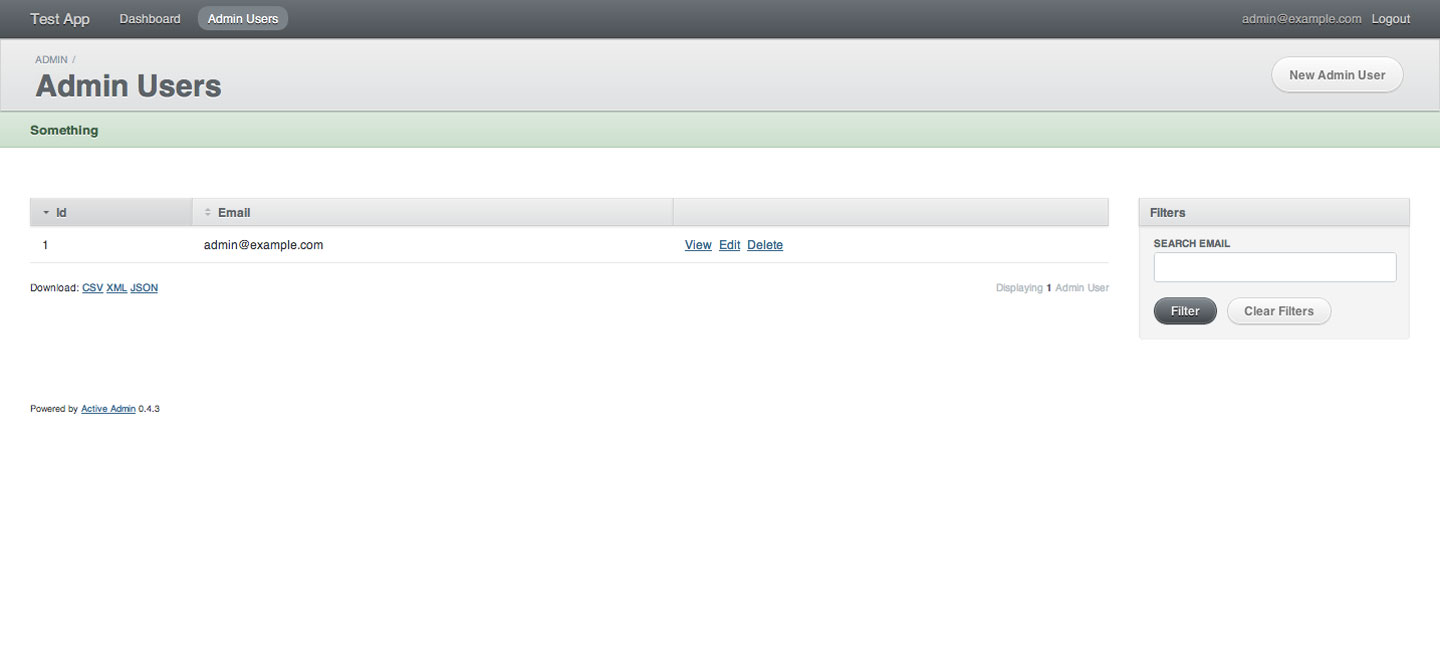 Test App Dashboard Admin Users admin@example.com Logout
ADMIN /
Admin Users
New Admin User
Something
Id Email
1 admin@example.com View Edit Delete
Download: CSV XML JSON
Displaying 1 Admin User
Filters
SEARCH EMAIL
Filter Clear Filters
Powered by Active Admin 0.4.3